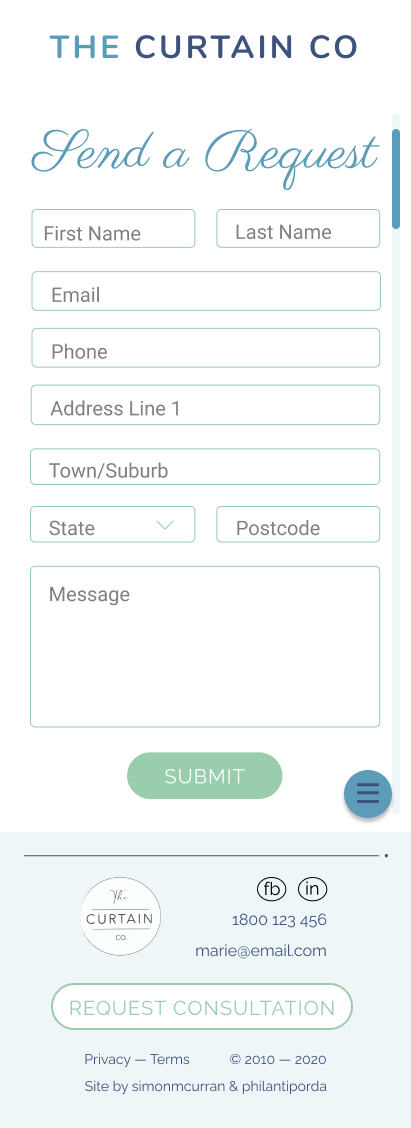 THE CURTAIN CO
Send a Request
First Name
Last Name
Email
Phone
Address Line 1
Town/Suburb
State
Postcode
Message
SUBMIT
The
CURTAIN
CO.
fb in
1800 123 456
marie@email.com
REQUEST CONSULTATION
Privacy — Terms
© 2010 — 2020
Site by simonmcurran & philantiporda